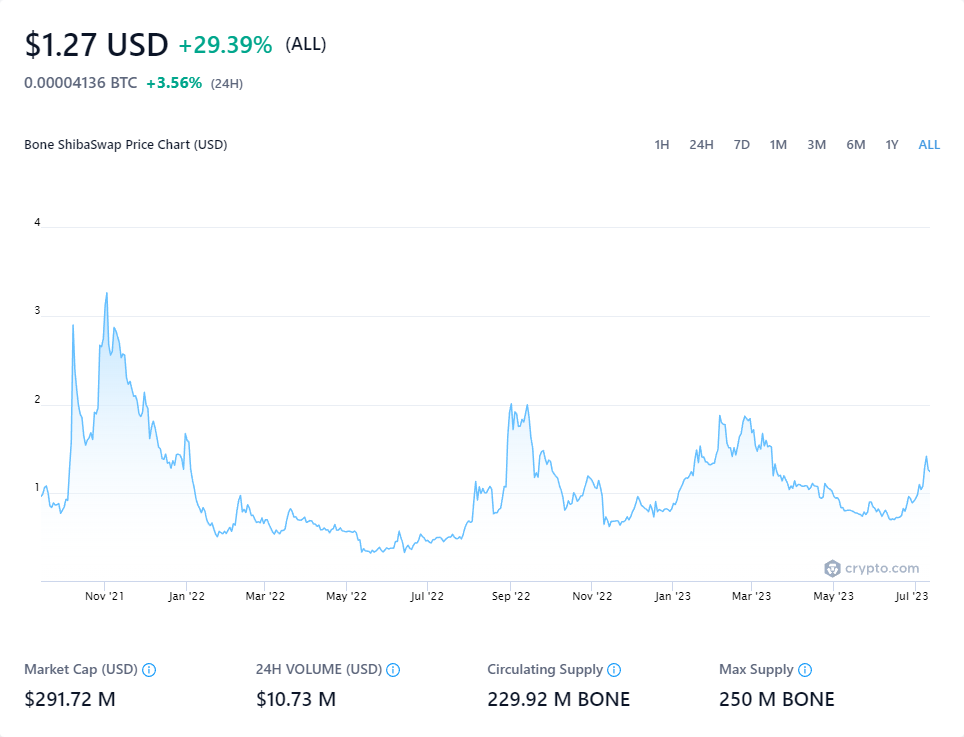 $1.27 USD +29.39% (ALL)
0.00004136 BTC +3.56% (24H)
Bone ShibaSwap Price Chart (USD) 1H 24H 7D 1M 3M 6M 1Y ALL
4
3
2
1
crypto.com
Nov '21 Jan '22 Mar '22 May '22 Jul '22 Sep '22 Nov '22 Jan '23 Mar '23 May '23 Jul '23
Market Cap (USD) 24H VOLUME (USD) Circulating Supply Max Supply
$291.72 M $10.73 M 229.92 M BONE 250 M BONE